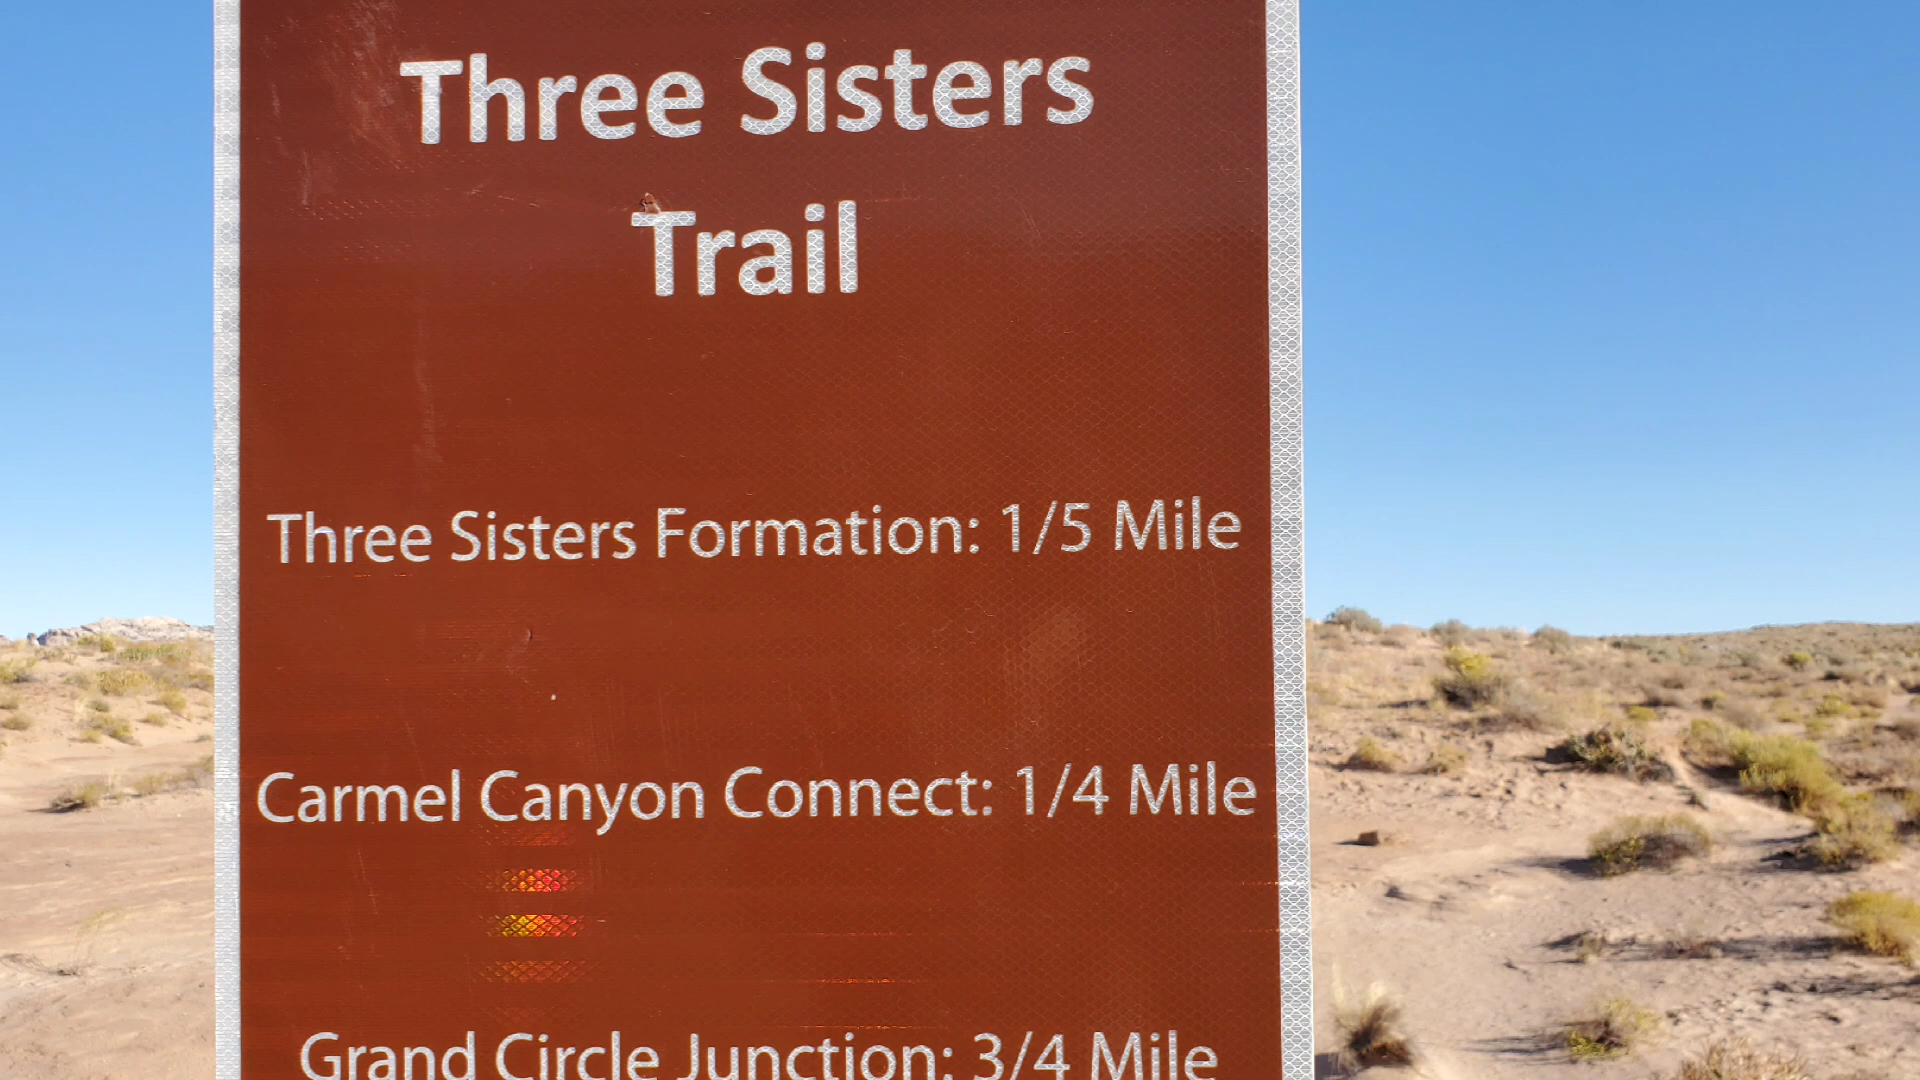 Three Sisters
Trail
Three Sisters Formation: 1/5 Mile
Carmel Canyon Connect: 1/4 Mile
Grand Circle Junction: 3/4 Mile